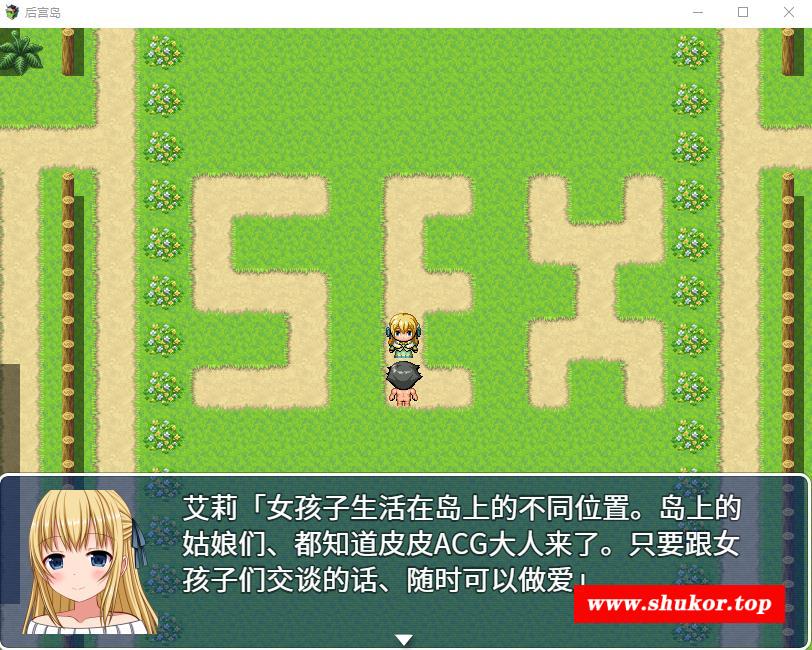 后宫岛
SEX
艾莉「女孩子生活在岛上的不同位置。岛上的
姑娘们、都知道皮皮ACG大人来了。只要跟女
孩子们交谈的话、随时可以做爱」
www.shukor.top